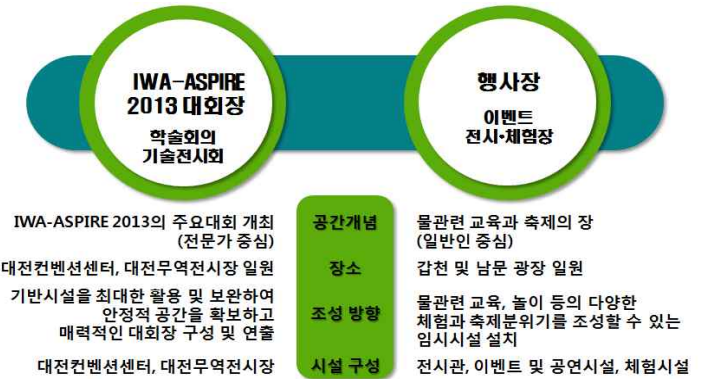 IWA-ASPIRE
2013 대회장
학술회의
기술전시회
행사장
이벤트
전시•체험장
IWA-ASPIRE 2013의 주요대회 개최
(전문가 중심)
공간개념
물관련 교육과 축제의 장
(일반인 중심)
대전컨벤션센터, 대전무역전시장 일원
장소
갑천 및 남문 광장 일원
기반시설을 최대한 활용 및 보완하여
안정적 공간을 확보하고
매력적인 대회장 구성 및 연출
조성 방향
물관련 교육, 놀이 등의 다양한
체험과 축제분위기를 조성할 수 있는
임시시설 설치
대전컨벤션센터, 대전무역전시장
시설 구성
전시관, 이벤트 및 공연시설, 체험시설